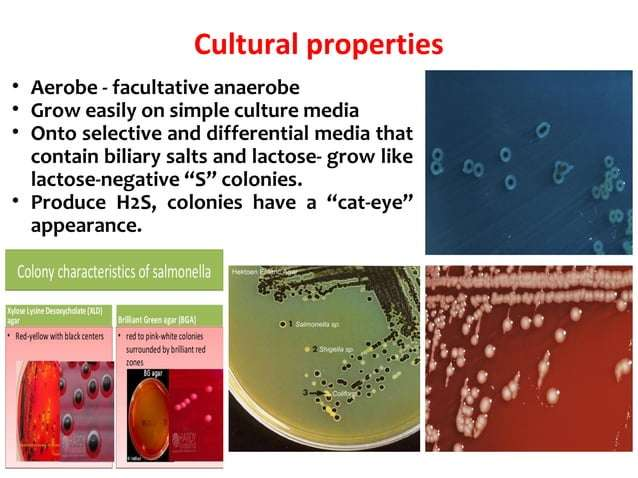 Cultural properties
• Aerobe - facultative anaerobe
• Grow easily on simple culture media
• Onto selective and differential media that
contain biliary salts and lactose- grow like
lactose-negative “S” colonies.
• Produce H2S, colonies have a “cat-eye”
appearance.
Colony characteristics of salmonella
Xylose Lysine Desoxycholate (XLD)
agar
• Red-yellow with black centers
Brilliant Green agar (BGA)
• red to pink-white colonies
surrounded by brilliant red
zones
BG agar
HARDY
Hektoen Enteric Agar
1 Salmonella sp.
2 Shigella sp.
3 Coliform